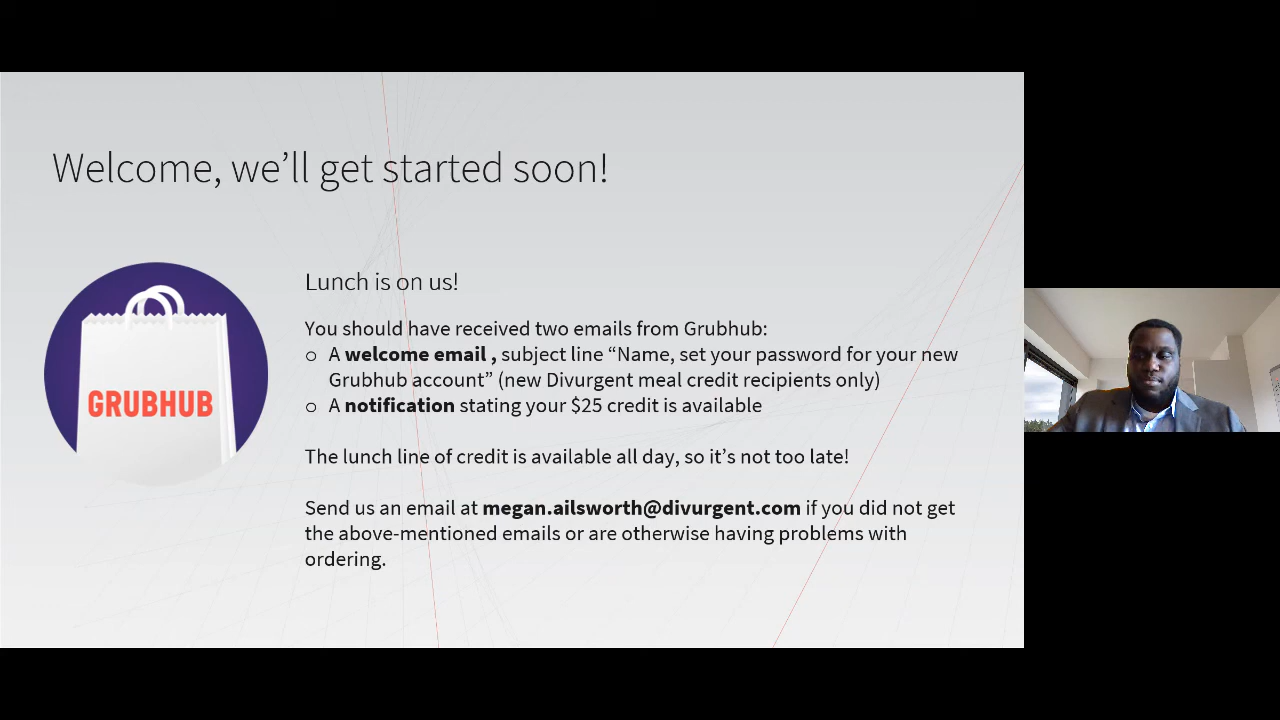 Welcome, we’ll get started soon!
GRUBHUB
Lunch is on us!
You should have received two emails from Grubhub:
o A welcome email , subject line “Name, set your password for your new
Grubhub account” (new Divurgent meal credit recipients only)
o A notification stating your $25 credit is available
The lunch line of credit is available all day, so it’s not too late!
Send us an email at megan.ailsworth@divurgent.com if you did not get
the above-mentioned emails or are otherwise having problems with
ordering.